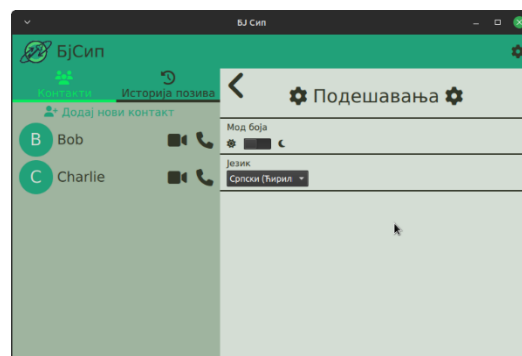 БЈ Сип
БјСип
Контакти
Историја позива
Додај нови контакт
B
Bob
C
Charlie
Подешавања
Мод боја
Језик
Српски (Ћирил